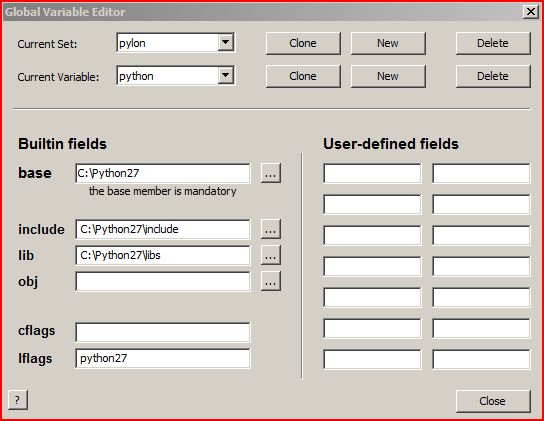 Global Variable Editor
Current Set: pylon Clone New Delete
Current Variable: python Clone New Delete
Builtin fields User-defined fields
base C:\Python27 ...
the base member is mandatory
include C:\Python27\include ...
lib C:\Python27\libs ...
obj ...
cflags
lflags python27
? Close